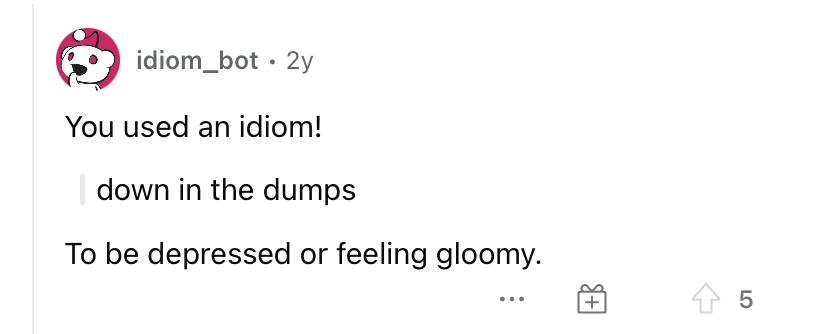 idiom_bot • 2y
You used an idiom!
down in the dumps
To be depressed or feeling gloomy.
5